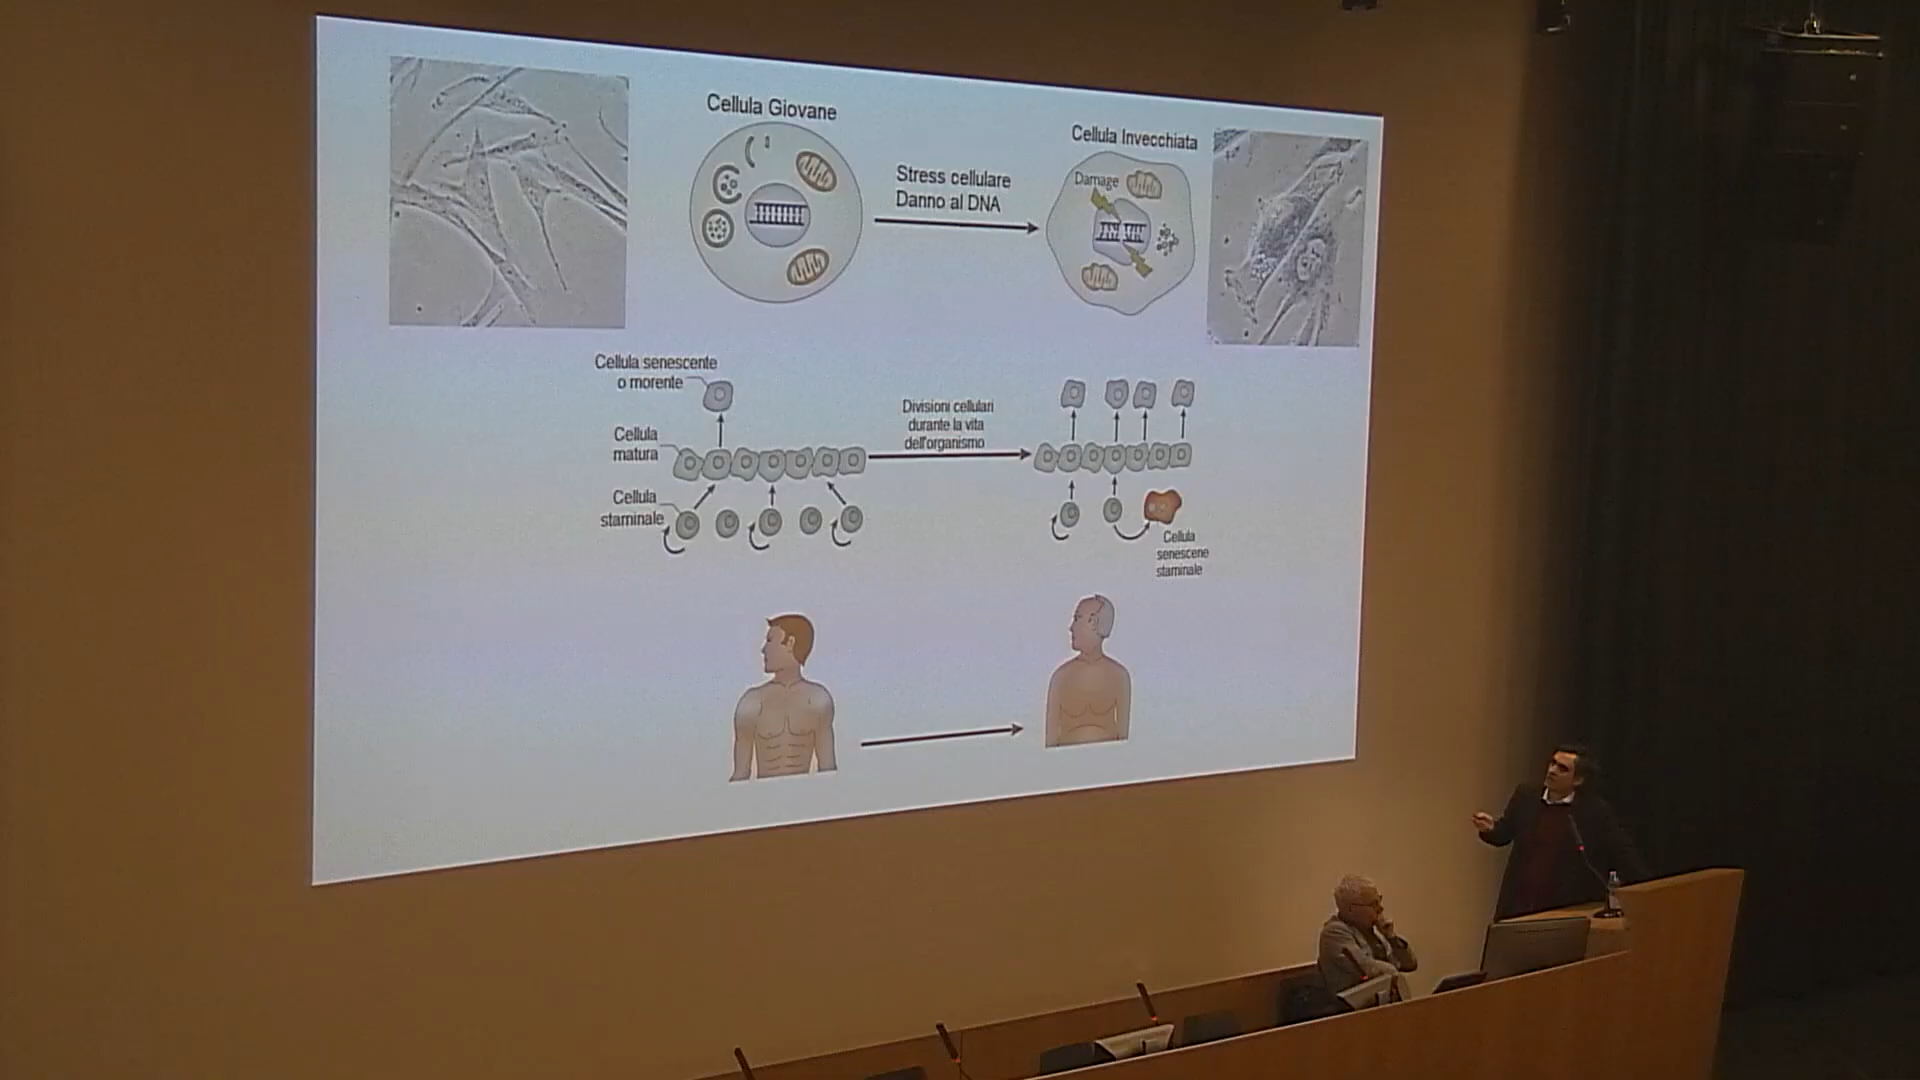 Cellula Giovane
Stress cellulare
Danno al DNA
Cellula Invecchiata
Damage
Cellula senescente
o morente
Cellula
matura
Cellula
staminale
Divisioni cellulari
durante la vita
dell'organismo
Cellula
senescene
staminale